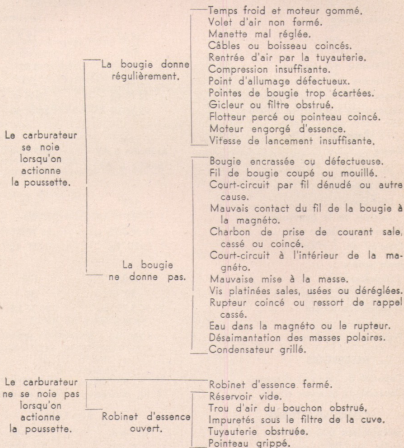 Le carburateur
se noie
lorsqu'on
actionne
la poussette.
La bougie donne
régulièrement.
Temps froid et moteur gommé.
Volet d'air non fermé.
Manette mal réglée.
Câbles ou boisseau coincés.
Rentrée d'air par la tuyauterie.
Compression insuffisante.
Point d'allumage défectueux.
Pointes de bougie trop écartées.
Gicleur ou filtre obstrué.
Flotteur percé ou pointeau coincé.
Moteur engorgé d'essence.
Vitesse de lancement insuffisante.
La bougie
ne donne pas.
Bougie encrassée ou défectueuse.
Fil de bougie coupé ou mouillé.
Court-circuit par fil dénudé ou autre
cause.
Mauvais contact du fil de la bougie à
la magnéto.
Charbon de prise de courant sale,
cassé ou coincé.
Court-circuit à l'intérieur de la ma-
gnéto.
Mauvaise mise à la masse.
Vis platinées sales, usées ou déréglées.
Rupteur coincé ou ressort de rappel
cassé.
Eau dans la magnéto ou le rupteur.
Désaimantation des masses polaires.
Condensateur grillé.
Le carburateur
ne se noie pas
lorsqu'on
actionne
la poussette.
Robinet d'essence fermé.
Robinet d'essence
ouvert.
Réservoir vide.
Trou d'air du bouchon obstrué.
Impuretés sous le filtre de la cuve.
Tuyauterie obstruée.
Pointeau grippé.